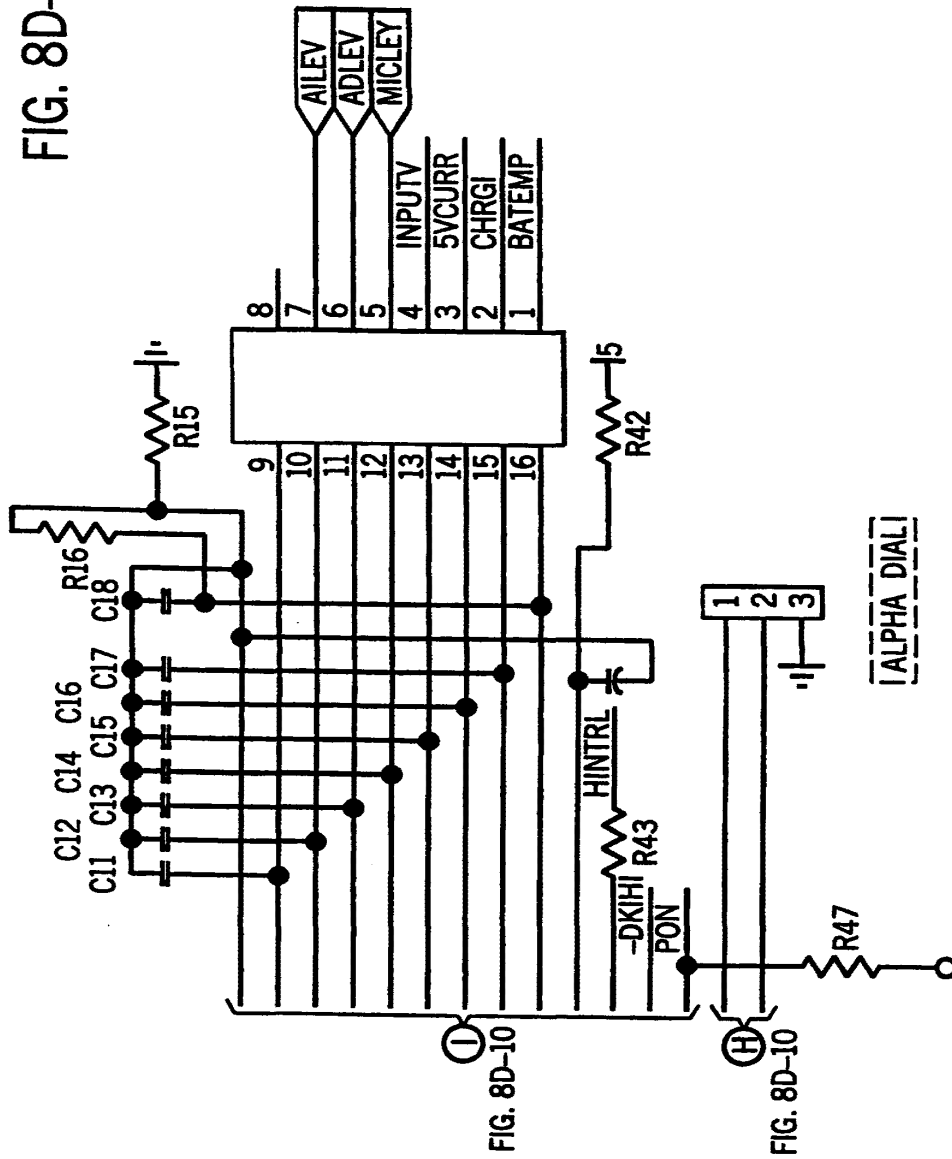 FIG. 8D-
AILEV
ADLEV
MICLEY
INPUTV
5VCURR
CHRGI
BATEMP
8
7
6
5
4
3
2
1
R15
R16
C18
C17
C16
C15
C14
C13
C12
C11
9
10
11
12
13
14
15
16
5
R42
HINTRL
R43
-DKIHI
PON
R47
1
2
3
ALPHA DIAL
I
FIG. 8D-10
H
FIG. 8D-10